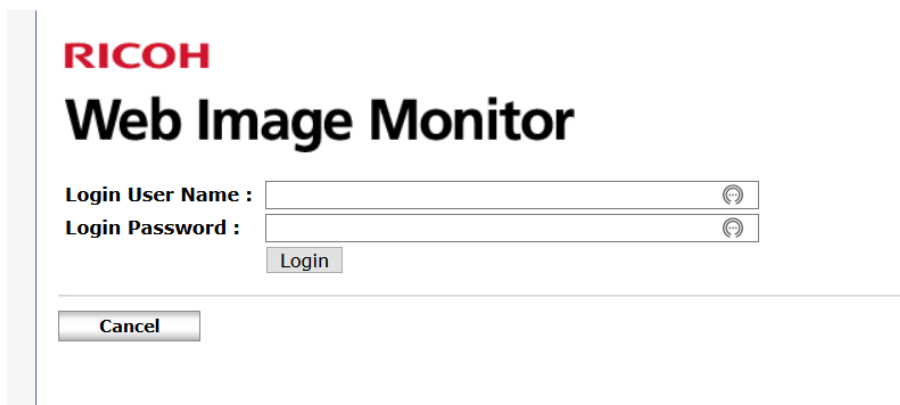 RICOH
Web Image Monitor
Login User Name :
Login Password :
Login
Cancel